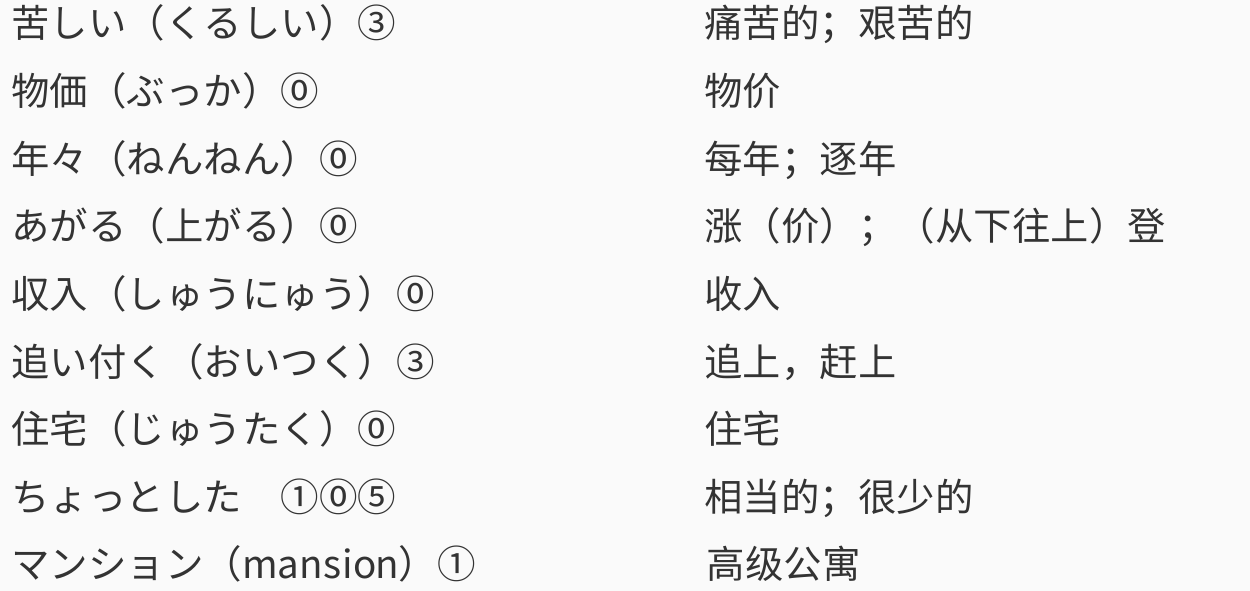 苦しい（くるしい）③ 痛苦的；艰苦的
物価（ぶっか）⓪ 物价
年々（ねんねん）⓪ 每年；逐年
あがる（上がる）⓪ 涨（价）；（从下往上）登
収入（しゅうにゅう）⓪ 收入
追い付く（おいつく）③ 追上，赶上
住宅（じゅうたく）⓪ 住宅
ちょっとした　①⓪⑤ 相当的；很少的
マンション（mansion）① 高级公寓